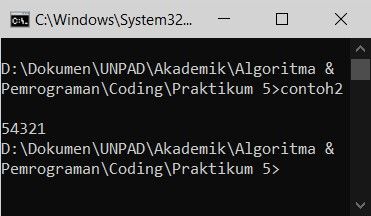 C:\Windows\System32...
D:\Dokumen\UNPAD\Akademik\Algoritma &
Pemrograman\Coding\Praktikum 5>contoh2
54321
D:\Dokumen\UNPAD\Akademik\Algoritma &
Pemrograman\Coding\Praktikum 5>